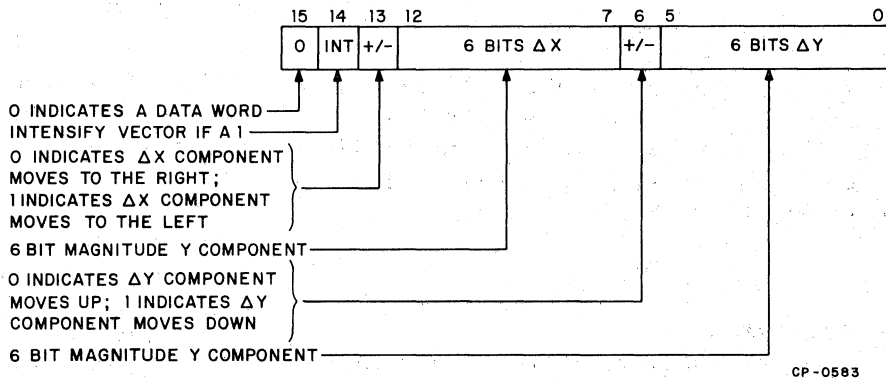 15 14 13 12 7 6 5 0
0 INT +/- 6 BITS ΔX +/- 6 BITS ΔY
0 INDICATES A DATA WORD
INTENSIFY VECTOR IF A 1
0 INDICATES ΔX COMPONENT
MOVES TO THE RIGHT;
1 INDICATES ΔX COMPONENT
MOVES TO THE LEFT
6 BIT MAGNITUDE Y COMPONENT
0 INDICATES ΔY COMPONENT
MOVES UP; 1 INDICATES ΔY
COMPONENT MOVES DOWN
6 BIT MAGNITUDE Y COMPONENT
CP-0583